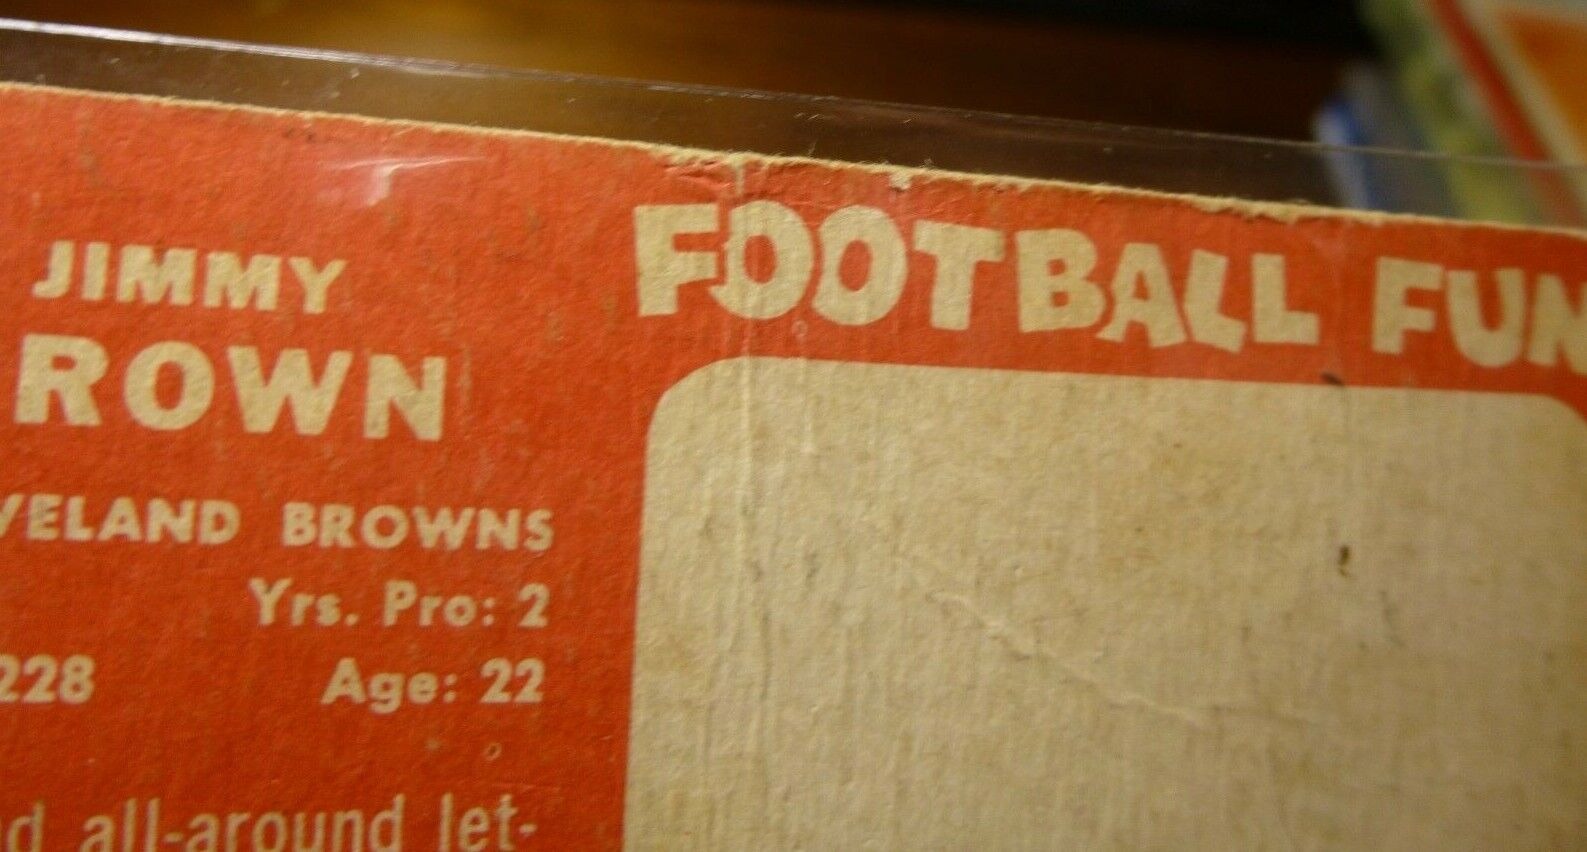 JIMMY
ROWN
VELAND BROWNS
Yrs. Pro: 2
228 Age: 22
d all-around let-
FOOTBALL FUN